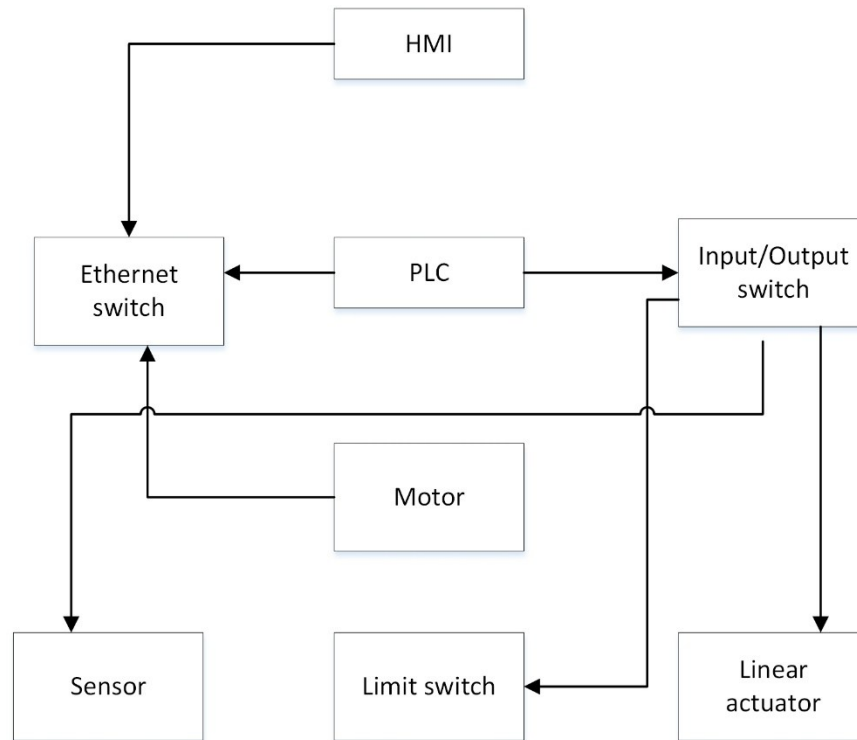 HMI
Ethernet
switch
PLC
Input/Output
switch
Motor
Sensor
Limit switch
Linear
actuator